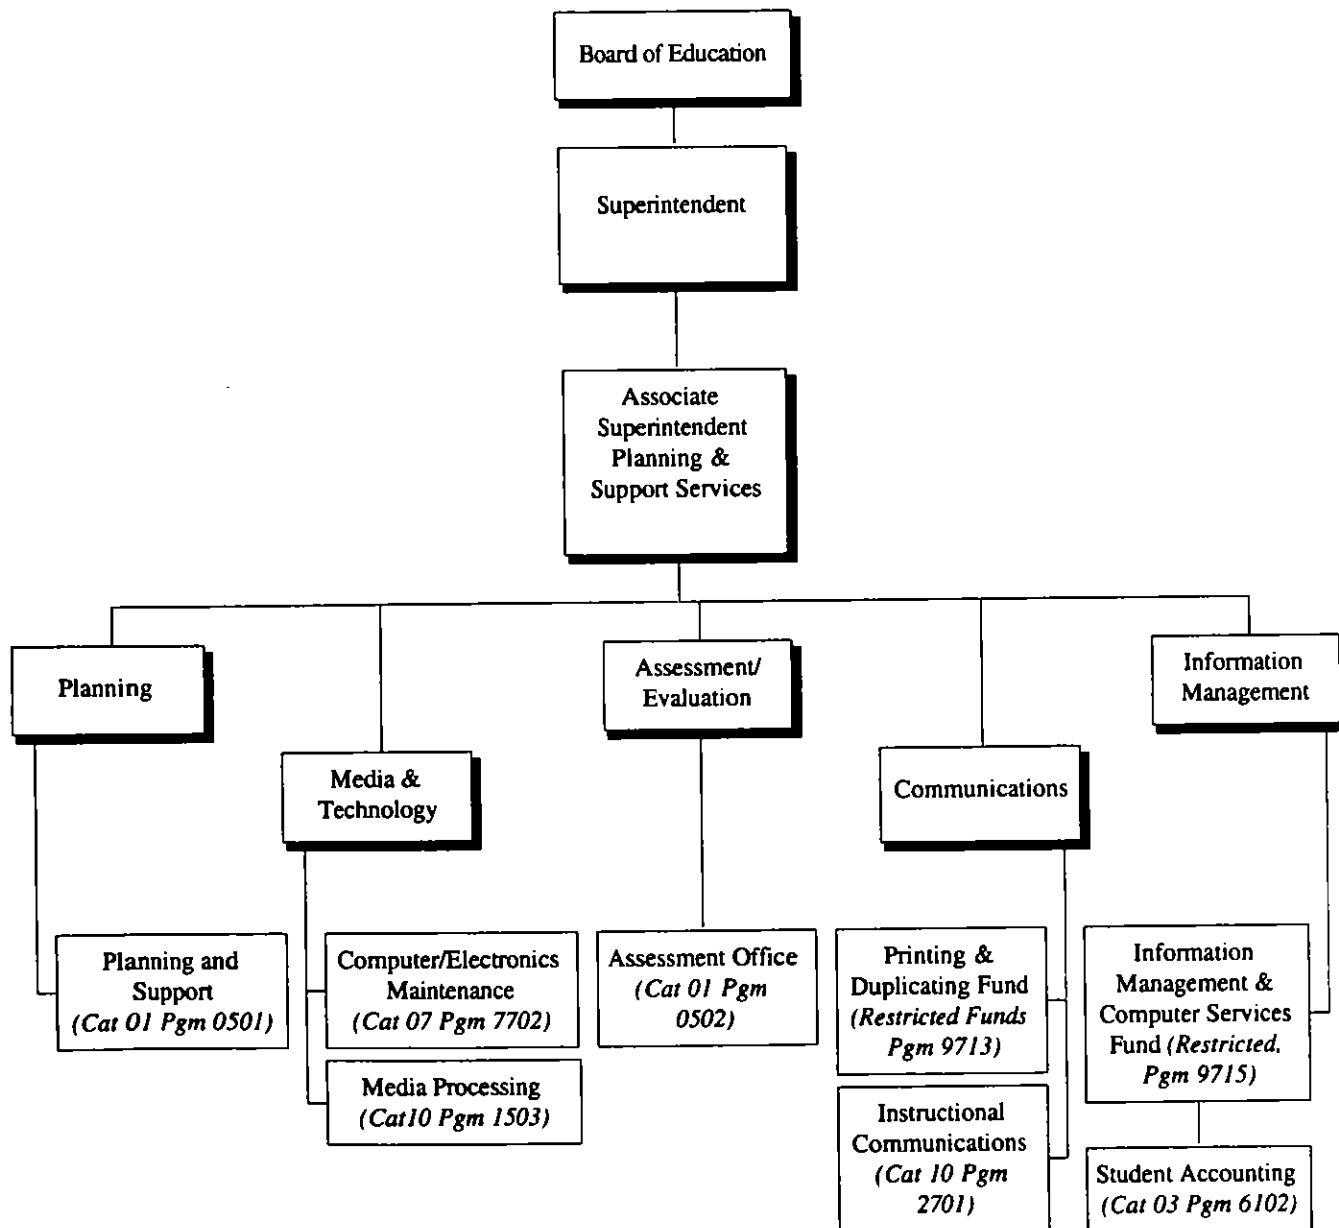 Board of Education
Superintendent
Associate
Superintendent
Planning &
Support Services
Planning
Assessment/
Evaluation
Information
Management
Media &
Technology
Communications
Planning and
Support
(Cat 01 Pgm 0501)
Computer/Electronics
Maintenance
(Cat 07 Pgm 7702)
Media Processing
(Cat10 Pgm 1503)
Assessment Office
(Cat 01 Pgm
0502)
Printing &
Duplicating Fund
(Restricted Funds
Pgm 9713)
Instructional
Communications
(Cat 10 Pgm
2701)
Information
Management &
Computer Services
Fund (Restricted,
Pgm 9715)
Student Accounting
(Cat 03 Pgm 6102)